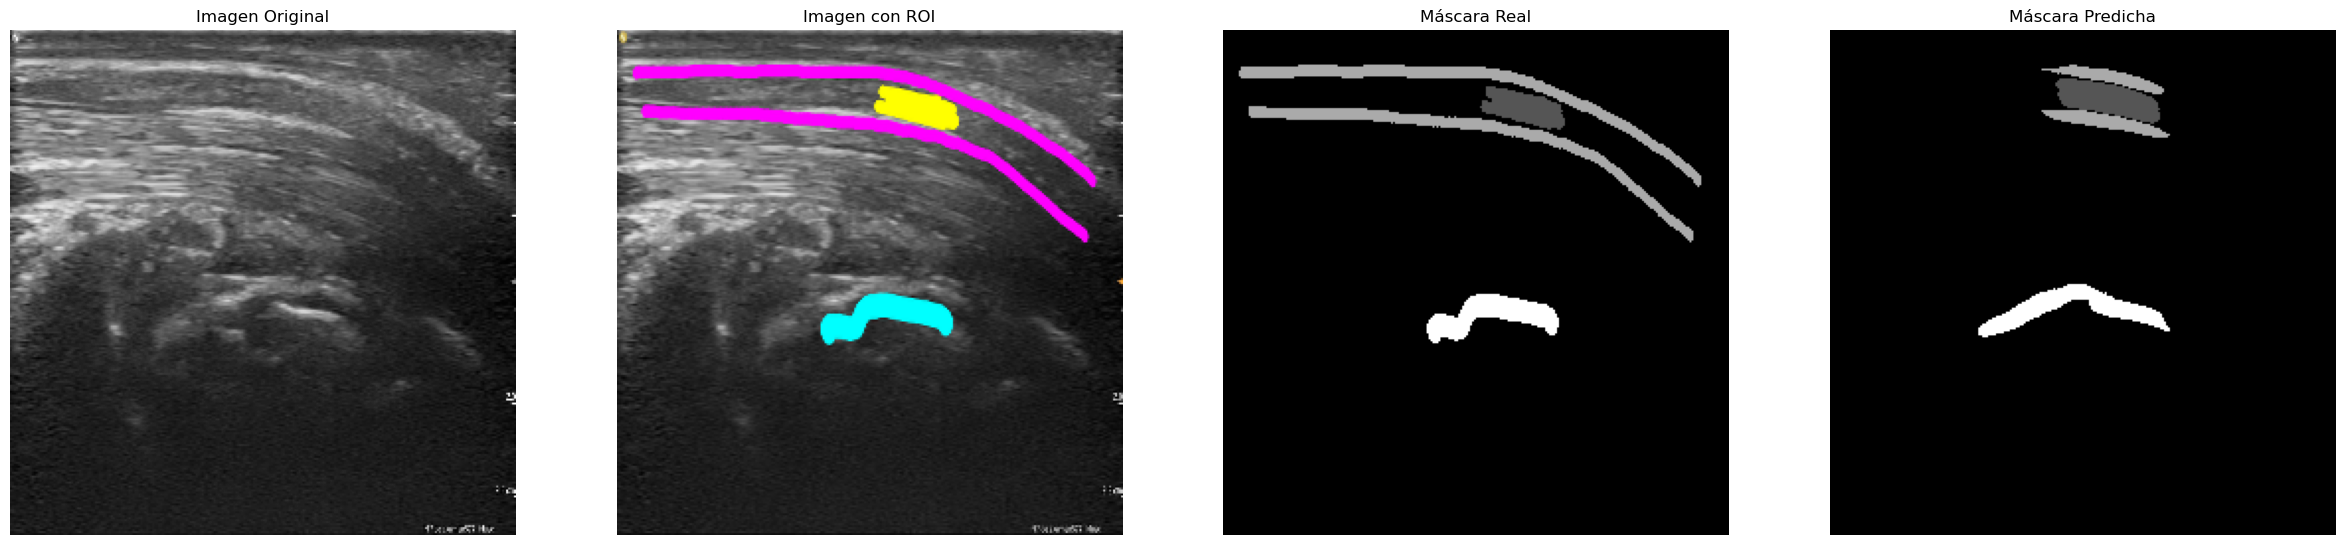 Imagen Original
Imagen con ROI
Máscara Real
Máscara Predicha